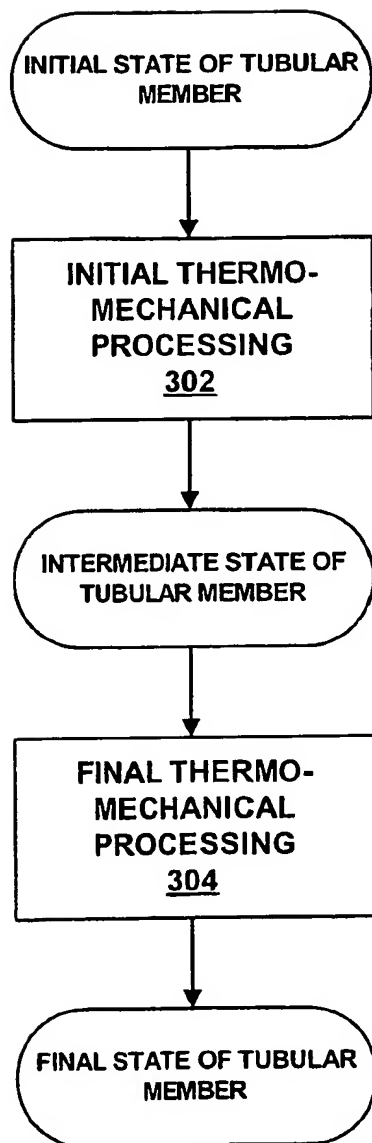 INITIAL STATE OF TUBULAR
MEMBER
INITIAL THERMO-
MECHANICAL
PROCESSING
302
INTERMEDIATE STATE OF
TUBULAR MEMBER
FINAL THERMO-
MECHANICAL
PROCESSING
304
FINAL STATE OF TUBULAR
MEMBER